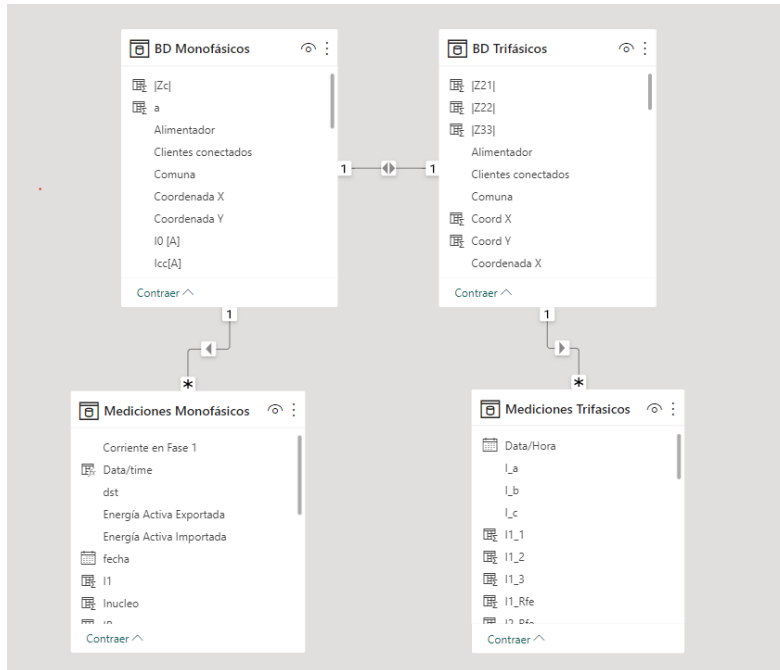 BD Monofásicos
|Zc|
a
Alimentador
Clientes conectados
Comuna
Coordenada X
Coordenada Y
I0 [A]
Icc[A]
Contraer
BD Trifásicos
|Z21|
|Z22|
|Z33|
Alimentador
Clientes conectados
Comuna
Coord X
Coord Y
Coordenada X
Contraer
1
1
1
*
1
*
Mediciones Monofásicos
Corriente en Fase 1
Data/time
dst
Energía Activa Exportada
Energía Activa Importada
fecha
I1
Inucleo
Contraer
Mediciones Trifasicos
Data/Hora
I_a
I_b
I_c
I1_1
I1_2
I1_3
I1_Rfe
I2_Rfe
Contraer